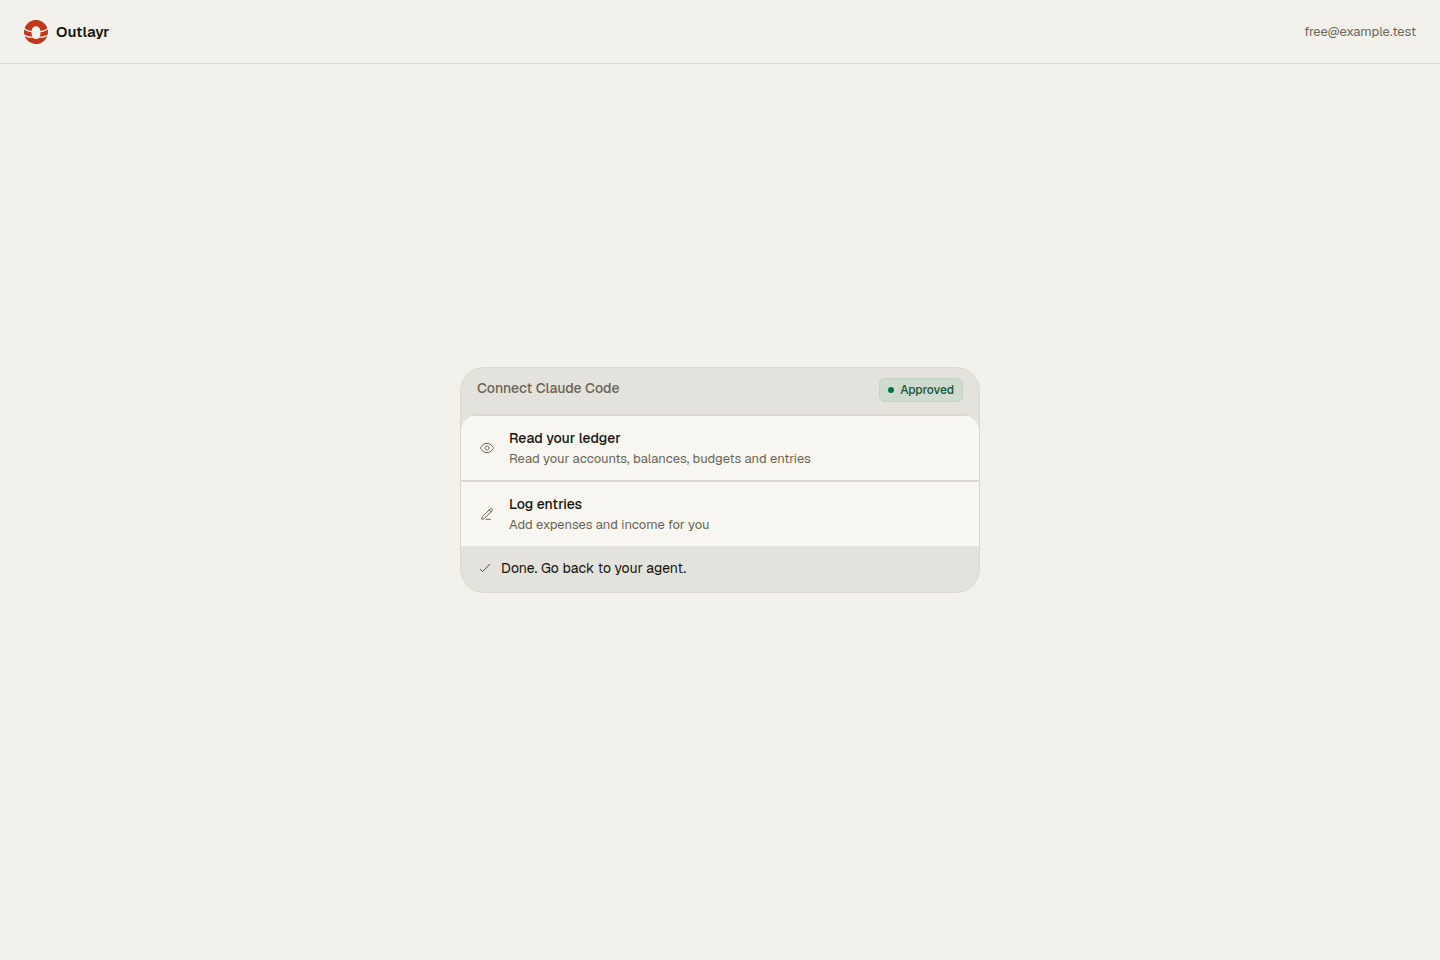 Outlayr
free@example.test
Connect Claude Code
Approved
Read your ledger
Read your accounts, balances, budgets and entries
Log entries
Add expenses and income for you
Done. Go back to your agent.